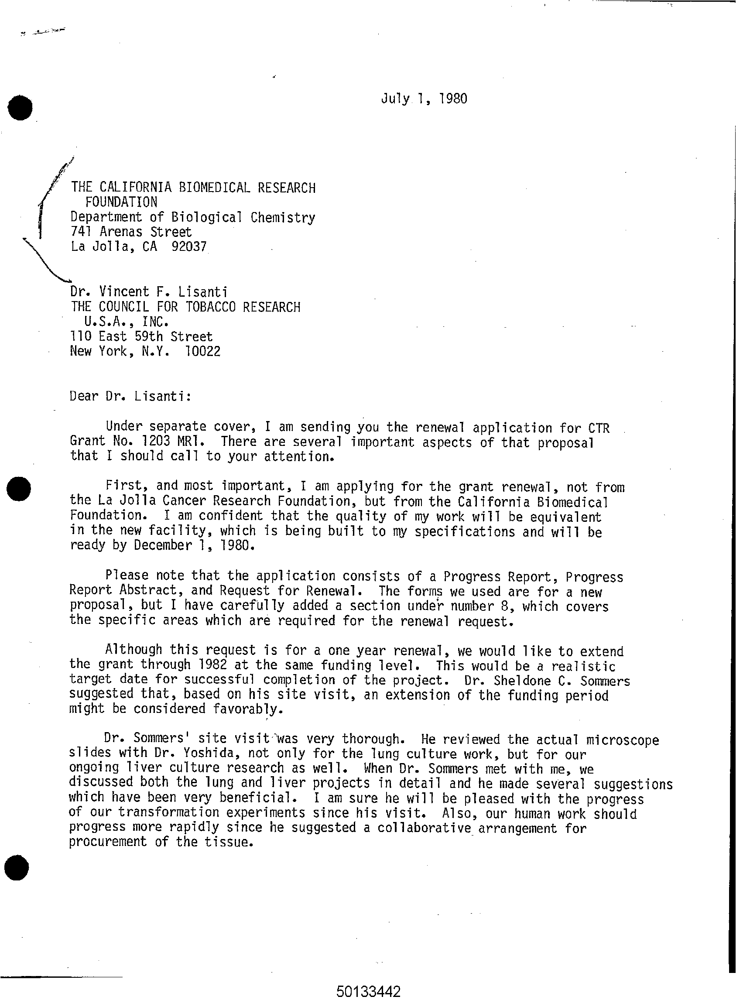 July 1, 1980
THE CALIFORNIA BIOMEDICAL RESEARCH
FOUNDATION
Department of Biological Chemistry
741 Arenas Street
La Jolla, CA 92037
Dr. Vincent F. Lisanti
THE COUNCIL FOR TOBACCO RESEARCH
U.S.A., INC.
110 East 59th Street
New York, N.Y. 10022
Dear Dr. Lisanti:
Under separate cover, I am sending you the renewal application for CTR
Grant No. 1203 MR1. There are several important aspects of that proposal
that I should call to your attention.
First, and most important, I am applying for the grant renewal, not from
the La Jolla Cancer Research Foundation, but from the California Biomedical
Foundation. I am confident that the quality of my work will be equivalent
in the new facility, which is being built to my specifications and will be
ready by December 1, 1980.
Please note that the application consists of a Progress Report, Progress
Report Abstract, and Request for Renewal. The forms we used are for a new
proposal, but I have carefully added a section under number 8, which covers
the specific areas which are required for the renewal request.
Although this request is for a one year renewal, we would like to extend
the grant through 1982 at the same funding level. This would be a realistic
target date for successful completion of the project. Dr. Sheldone C. Sommers
suggested that, based on his site visit, an extension of the funding period
might be considered favorably.
Dr. Sommers' site visit was very thorough. He reviewed the actual microscope
slides with Dr. Yoshida, not only for the lung culture work, but for our
ongoing liver culture research as well. When Dr. Sommers met with me, we
discussed both the lung and liver projects in detail and he made several suggestions
which have been very beneficial. I am sure he will be pleased with the progress
of our transformation experiments since his visit. Also, our human work should
progress more rapidly since he suggested a collaborative arrangement for
procurement of the tissue.
50133442